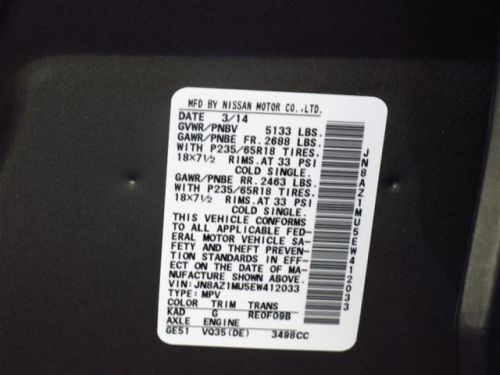 MFD BY NISSAN MOTOR CO.,LTD.
DATE 3/14
GVWR/PNBV 5133 LBS.
GAWR/PNBE FR. 2688 LBS.
WITH P235/65R18 TIRES.
18X7½ RIMS. AT 33 PSI
COLD SINGLE.
GAWR/PNBE RR. 2463 LBS.
WITH P235/65R18 TIRES.
18X7½ RIMS. AT 33 PSI
COLD SINGLE.
THIS VEHICLE CONFORMS
TO ALL APPLICABLE FED-
ERAL MOTOR VEHICLE SA-
FETY AND THEFT PREVEN-
TION STANDARDS IN EFF-
ECT ON THE DATE OF MA-
NUFACTURE SHOWN ABOVE.
VIN: JN8AZ1MU5EW412033
TYPE: MPV
COLOR TRIM TRANS
KAD G RE0F09B
AXLE ENGINE
GE51 VQ35(DE) 3498CC
JN8AZ1MU5EW412033